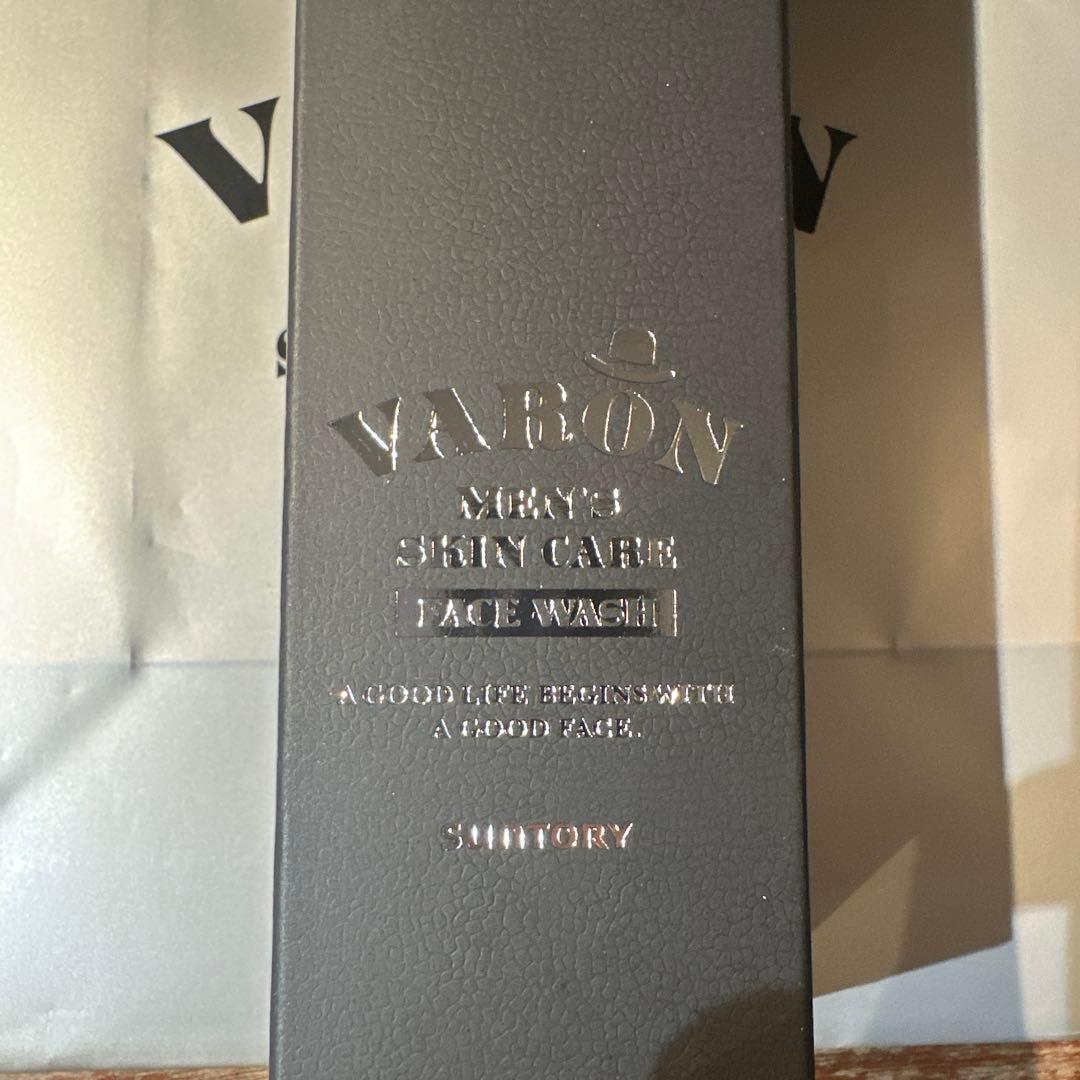 VARON
MEN'S
SKIN CARE
FACE WASH
A GOOD LIFE BEGINS WITH
A GOOD FACE.
SUNTORY